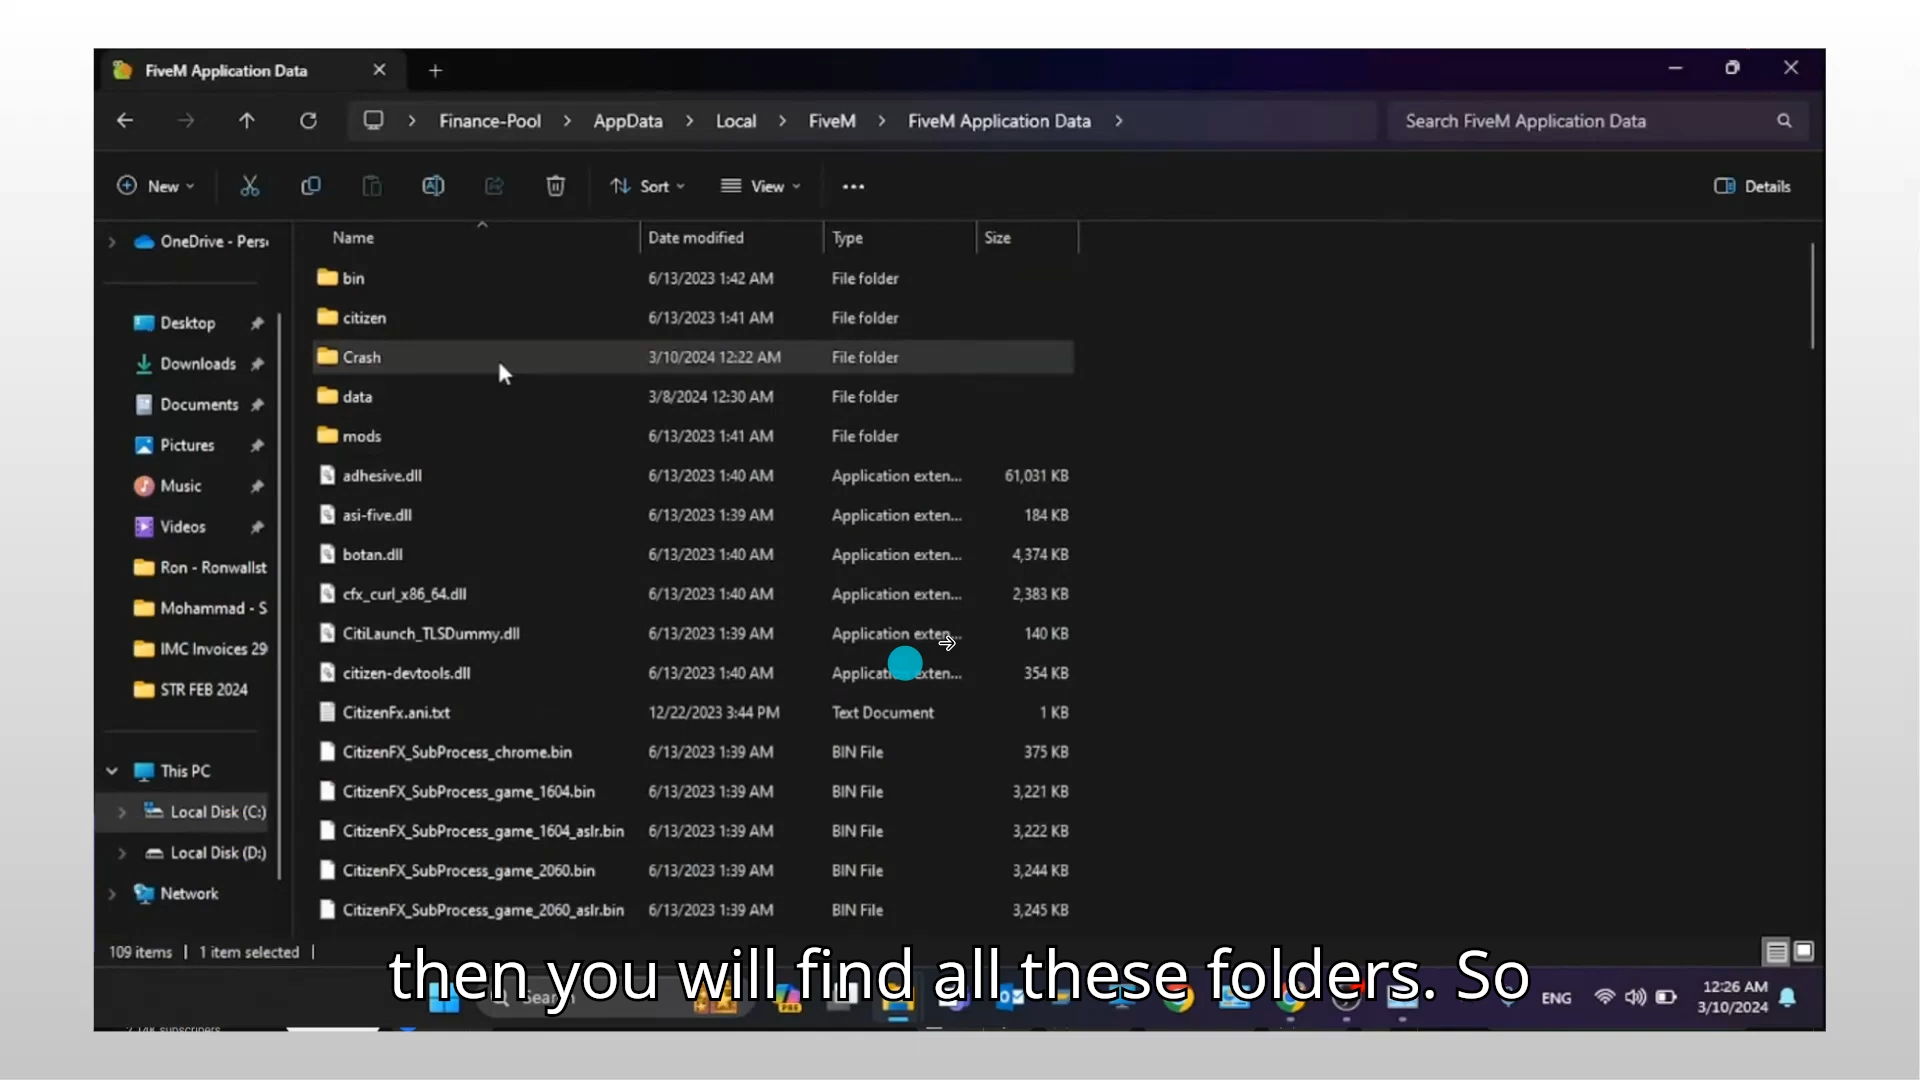 FiveM Application Data
Finance-Pool > AppData > Local > FiveM > FiveM Application Data >
Search FiveM Application Data
New
Sort
View
Details
OneDrive - Pers
Desktop
Downloads
Documents
Pictures
Music
Videos
Ron - Ronwallst
Mohammad - S
IMC Invoices 29
STR FEB 2024
This PC
Local Disk (C:)
Local Disk (D:)
Network
Name Date modified Type Size
bin 6/13/2023 1:42 AM File folder
citizen 6/13/2023 1:41 AM File folder
Crash 3/10/2024 12:22 AM File folder
data 3/8/2024 12:30 AM File folder
mods 6/13/2023 1:41 AM File folder
adhesive.dll 6/13/2023 1:40 AM Application exten... 61,031 KB
asi-five.dll 6/13/2023 1:39 AM Application exten... 184 KB
botan.dll 6/13/2023 1:40 AM Application exten... 4,374 KB
cfx_curl_x86_64.dll 6/13/2023 1:40 AM Application exten... 2,383 KB
CitiLaunch_TLSDummy.dll 6/13/2023 1:39 AM Application exten... 140 KB
citizen-devtools.dll 6/13/2023 1:40 AM Application exten... 354 KB
CitizenFx.ani.txt 12/22/2023 3:44 PM Text Document 1 KB
CitizenFX_SubProcess_chrome.bin 6/13/2023 1:39 AM BIN File 375 KB
CitizenFX_SubProcess_game_1604.bin 6/13/2023 1:39 AM BIN File 3,221 KB
CitizenFX_SubProcess_game_1604_aslr.bin 6/13/2023 1:39 AM BIN File 3,222 KB
CitizenFX_SubProcess_game_2060.bin 6/13/2023 1:39 AM BIN File 3,244 KB
CitizenFX_SubProcess_game_2060_aslr.bin 6/13/2023 1:39 AM BIN File 3,245 KB
109 items | 1 item selected |
then you will find all these folders. So
Search
ENG
12:26 AM
3/10/2024